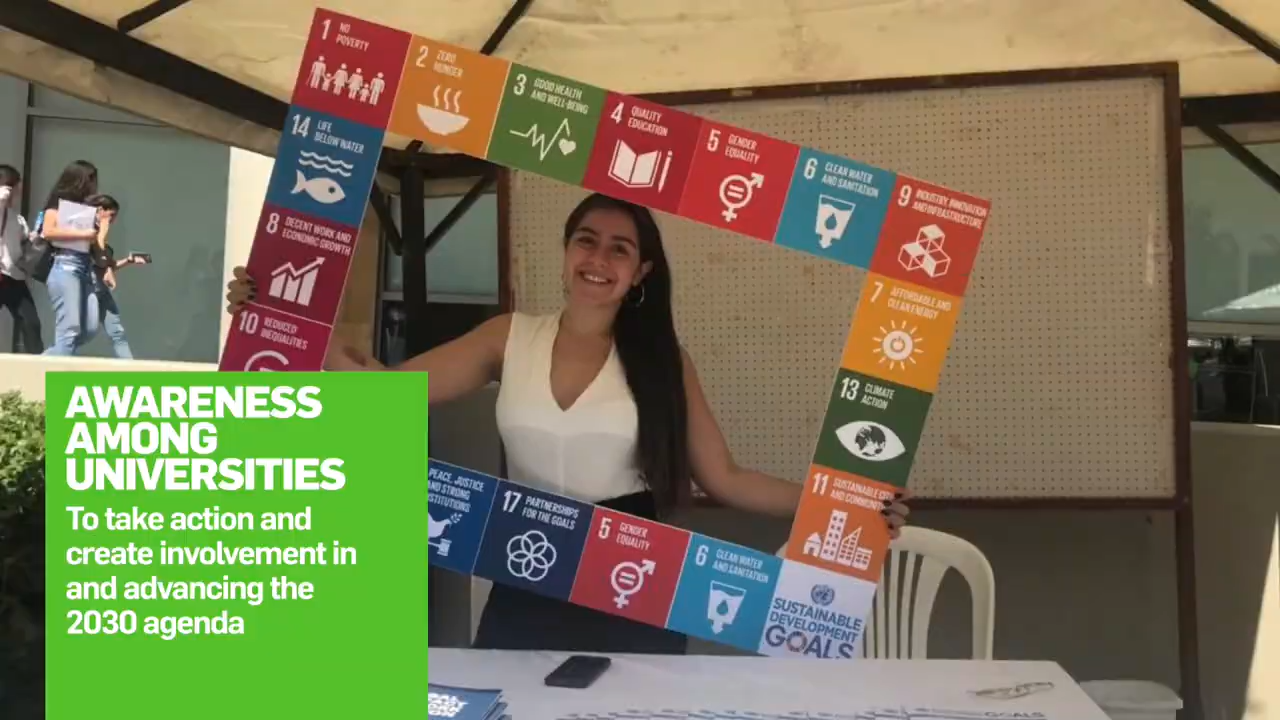 1 NO
POVERTY
2 ZERO
HUNGER
3 GOOD HEALTH
AND WELL-BEING
4 QUALITY
EDUCATION
5 GENDER
EQUALITY
6 CLEAN WATER
AND SANITATION
9 INDUSTRY, INNOVATION
AND INFRASTRUCTURE
14 LIFE
BELOW WATER
8 DECENT WORK AND
ECONOMIC GROWTH
10 REDUCED
INEQUALITIES
7 AFFORDABLE AND
CLEAN ENERGY
13 CLIMATE
ACTION
11 SUSTAINABLE
PEACE, JUSTICE
AND STRONG
17 PARTNERSHIPS
FOR THE GOALS
5 GENDER
EQUALITY
6 CLEAN WATER
AND SANITATION
SUSTAINABLE
DEVELOPMENT
GOALS
AWARENESS
AMONG
UNIVERSITIES
To take action and
create involvement in
and advancing the
2030 agenda
GOALS